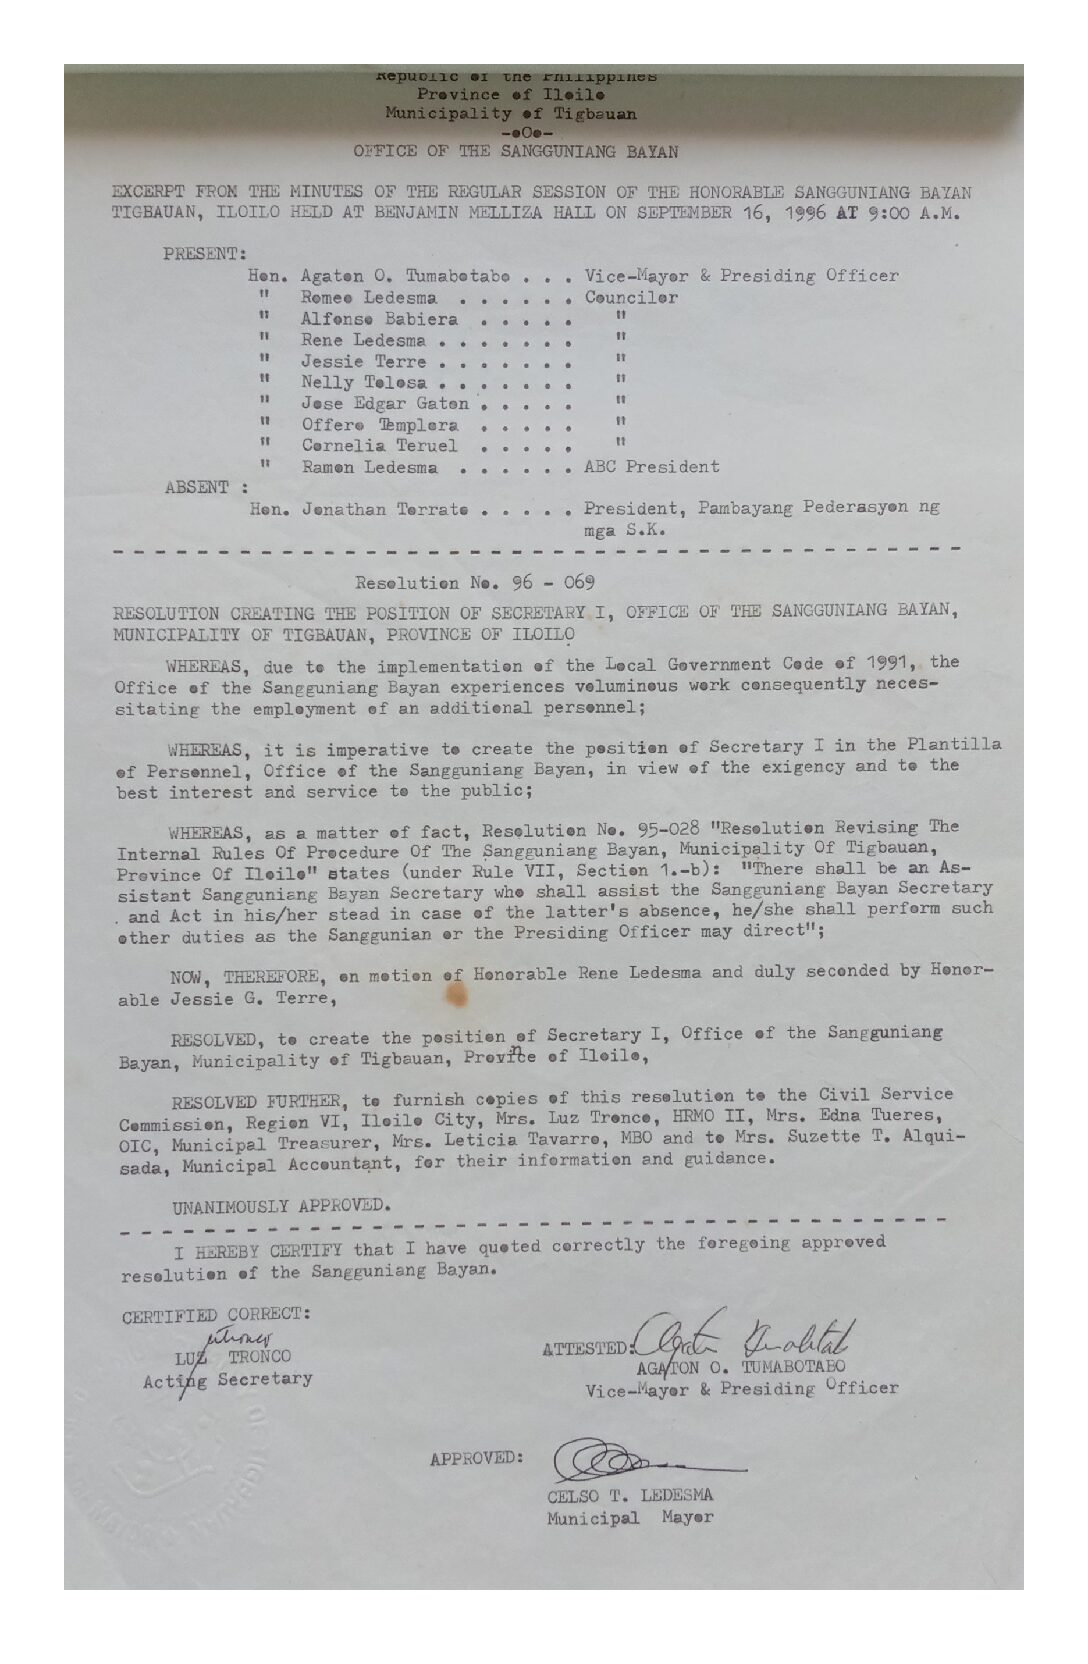 Republic of the Philippines
Province of Iloilo
Municipality of Tigbauan
-o0o-
OFFICE OF THE SANGGUNIANG BAYAN
EXCERPT FROM THE MINUTES OF THE REGULAR SESSION OF THE HONORABLE SANGGUNIANG BAYAN
TIGBAUAN, ILOILO HELD AT BENJAMIN MELLIZA HALL ON SEPTEMBER 16, 1996 AT 9:00 A.M.
PRESENT:
Hon. Agaton O. Tumabotabo . . . Vice-Mayor & Presiding Officer
" Romeo Ledesma . . . . . . Councilor
" Alfonso Babiera . . . . . "
" Rene Ledesma . . . . . . . "
" Jessie Terre . . . . . . . "
" Nelly Tolosa . . . . . . . "
" Jose Edgar Gaton . . . . . "
" Offero Templora . . . . . "
" Cornelia Teruel . . . . . "
" Ramon Ledesma . . . . . . ABC President
ABSENT :
Hon. Jonathan Torrato . . . . . President, Pambayang Pederasyon ng
mga S.K.
Resolution No. 96 - 069
RESOLUTION CREATING THE POSITION OF SECRETARY I, OFFICE OF THE SANGGUNIANG BAYAN,
MUNICIPALITY OF TIGBAUAN, PROVINCE OF ILOILO
WHEREAS, due to the implementation of the Local Government Code of 1991, the
Office of the Sangguniang Bayan experiences voluminous work consequently neces-
sitating the employment of an additional personnel;
WHEREAS, it is imperative to create the position of Secretary I in the Plantilla
of Personnel, Office of the Sangguniang Bayan, in view of the exigency and to the
best interest and service to the public;
WHEREAS, as a matter of fact, Resolution No. 95-028 "Resolution Revising The
Internal Rules Of Procedure Of The Sangguniang Bayan, Municipality Of Tigbauan,
Province Of Iloilo" states (under Rule VII, Section 1.-b): "There shall be an As-
sistant Sangguniang Bayan Secretary who shall assist the Sangguniang Bayan Secretary
. and Act in his/her stead in case of the latter's absence, he/she shall perform such
other duties as the Sanggunian or the Presiding Officer may direct";
NOW, THEREFORE, on motion of Honorable Rene Ledesma and duly seconded by Honor-
able Jessie G. Terre,
RESOLVED, to create the position of Secretary I, Office of the Sangguniang
Bayan, Municipality of Tigbauan, Province of Iloilo,
RESOLVED FURTHER, to furnish copies of this resolution to the Civil Service
Commission, Region VI, Iloilo City, Mrs. Luz Tronco, HRMO II, Mrs. Edna Tueres,
OIC, Municipal Treasurer, Mrs. Leticia Tavarro, MBO and to Mrs. Suzette T. Alqui-
sada, Municipal Accountant, for their information and guidance.
UNANIMOUSLY APPROVED.
I HEREBY CERTIFY that I have quoted correctly the foregoing approved
resolution of the Sangguniang Bayan.
CERTIFIED CORRECT:
LUZ TRONCO
Acting Secretary
ATTESTED:
AGATON O. TUMABOTABO
Vice-Mayor & Presiding Officer
APPROVED:
CELSO T. LEDESMA
Municipal Mayor